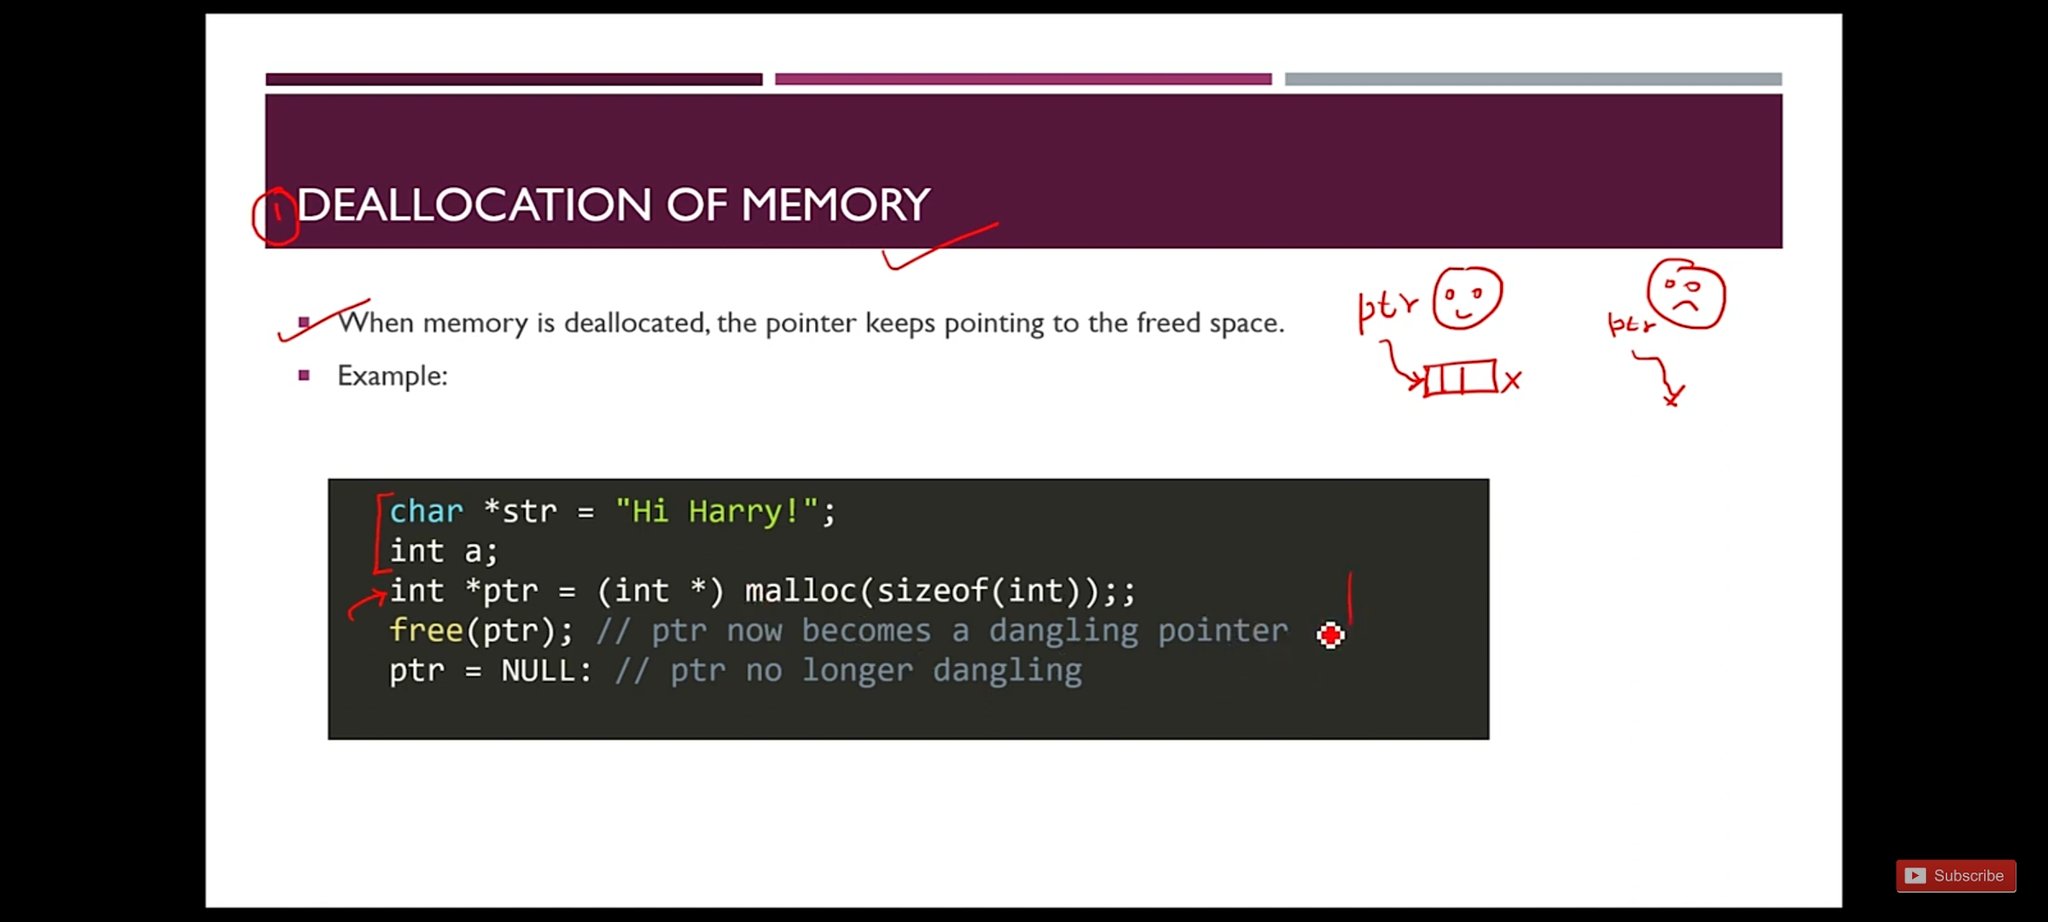 1 DEALLOCATION OF MEMORY
When memory is deallocated, the pointer keeps pointing to the freed space.
Example:
ptr
x
ptr
char *str = "Hi Harry!";
int a;
int *ptr = (int *) malloc(sizeof(int));;
free(ptr); // ptr now becomes a dangling pointer
ptr = NULL: // ptr no longer dangling
Subscribe